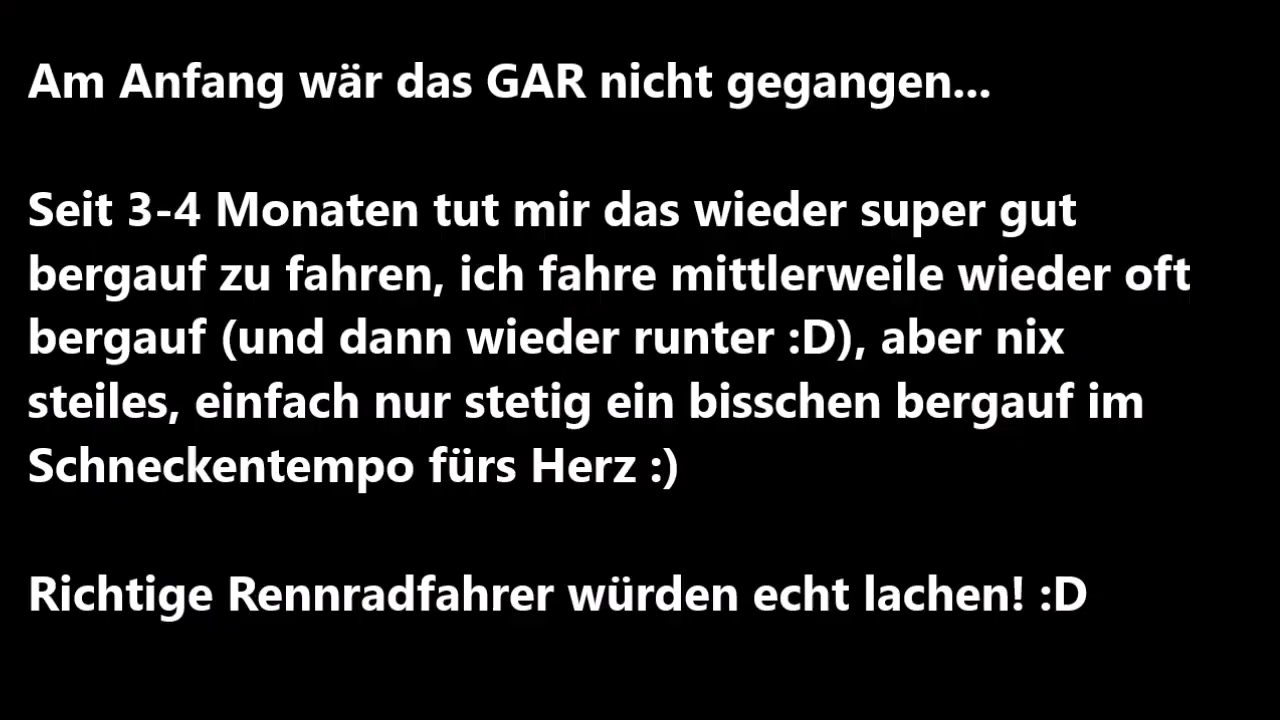 Am Anfang wär das GAR nicht gegangen...
Seit 3-4 Monaten tut mir das wieder super gut
bergauf zu fahren, ich fahre mittlerweile wieder oft
bergauf (und dann wieder runter :D), aber nix
steiles, einfach nur stetig ein bisschen bergauf im
Schneckentempo fürs Herz :)
Richtige Rennradfahrer würden echt lachen! :D